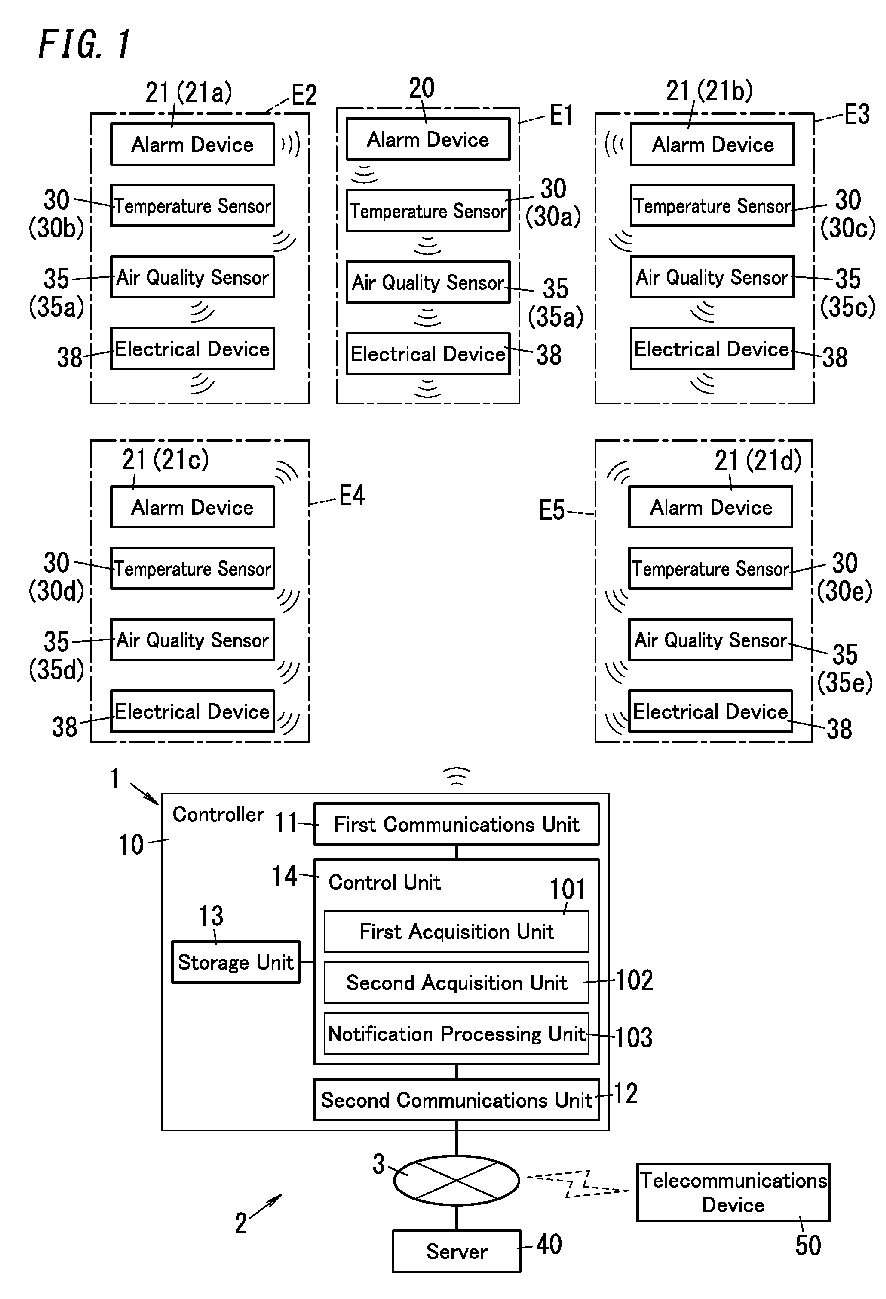 FIG. 1
21 (21a)
E2
Alarm Device
30
(30b)
Temperature Sensor
35
(35a)
Air Quality Sensor
38
Electrical Device
20
E1
Alarm Device
30
(30a)
Temperature Sensor
Air Quality Sensor
35
(35a)
Electrical Device
38
21 (21b)
E3
Alarm Device
Temperature Sensor
30
(30c)
Air Quality Sensor
35
(35c)
Electrical Device
38
21 (21c)
E4
Alarm Device
30
(30d)
Temperature Sensor
35
(35d)
Air Quality Sensor
38
Electrical Device
21 (21d)
E5
Alarm Device
Temperature Sensor
30
(30e)
Air Quality Sensor
35
(35e)
Electrical Device
38
1
10
Controller
11
First Communications Unit
14
Control Unit
101
First Acquisition Unit
13
Storage Unit
Second Acquisition Unit
102
Notification Processing Unit
103
Second Communications Unit
12
3
2
Telecommunications
Device
50
Server
40